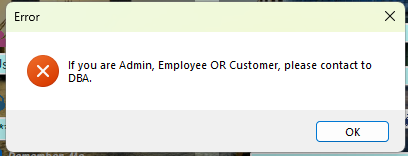 Error
If you are Admin, Employee OR Customer, please contact to
DBA.
OK